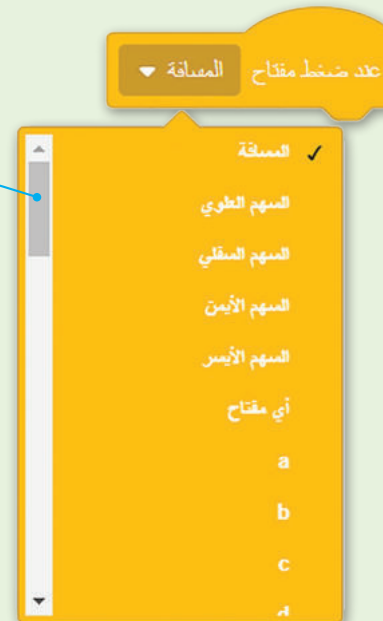 عند ضغط مفتاح المسافة
✓ المسافة
السهم العلوي
السهم السفلي
السهم الأيمن
السهم الأيسر
أي مفتاح
a
b
c
d